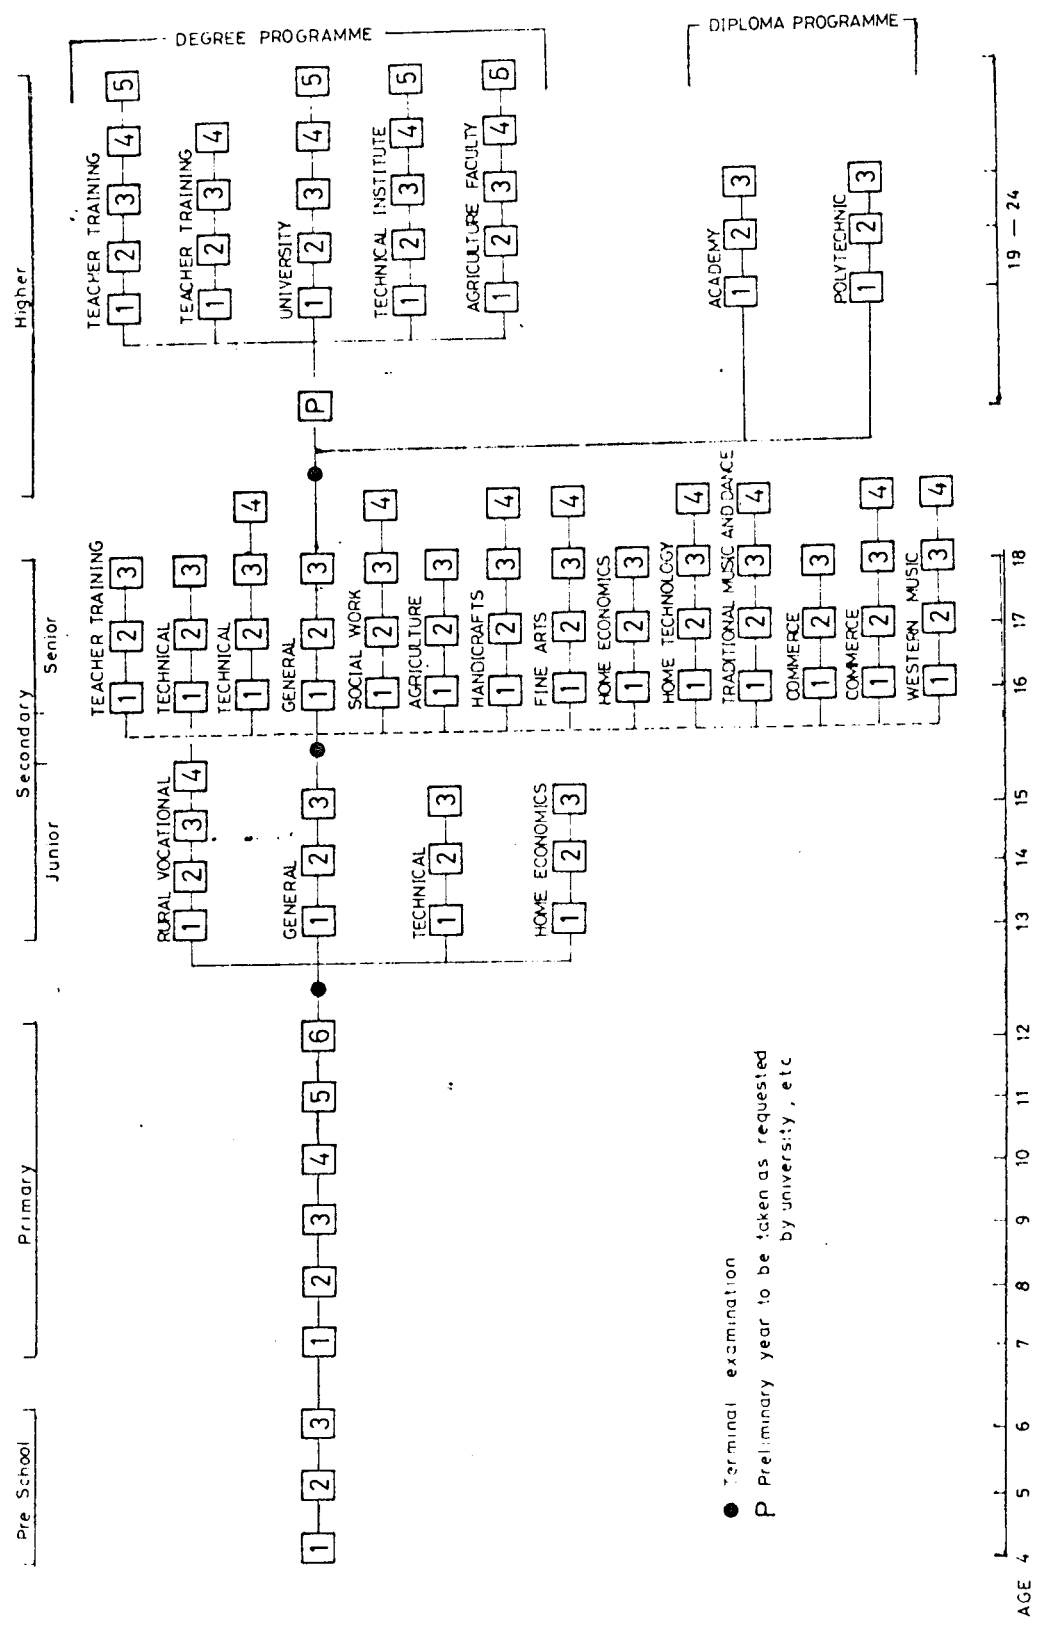 Pre School
Primary
Secondary
Higher
Junior
Senior
DEGREE PROGRAMME
DIPLOMA PROGRAMME
1 2 3
1 2 3 4 5 6
RURAL VOCATIONAL
1 2 3 4
GENERAL
1 2 3
TECHNICAL
1 2 3
HOME ECONOMICS
1 2 3
TEACHER TRAINING
1 2 3
TECHNICAL
1 2 3
TECHNICAL
1 2 3 4
GENERAL
1 2 3
SOCIAL WORK
1 2 3 4
AGRICULTURE
1 2 3
HANDICRAFTS
1 2 3 4
FINE ARTS
1 2 3 4
HOME ECONOMICS
1 2 3
HOME TECHNOLOGY
1 2 3 4
TRADITIONAL MUSIC AND DANCE
1 2 3 4
COMMERCE
1 2 3
COMMERCE
1 2 3 4
WESTERN MUSIC
1 2 3 4
P
TEACHER TRAINING
1 2 3 4 5
TEACHER TRAINING
1 2 3 4
UNIVERSITY
1 2 3 4 5
TECHNICAL INSTITUTE
1 2 3 4 5
AGRICULTURE FACULTY
1 2 3 4 6
ACADEMY
1 2 3
POLYTECHNIC
1 2 3
Terminal examination
P Preliminary year to be taken as requested
by university, etc
AGE 4 5 6 7 8 9 10 11 12 13 14 15 16 17 18 19 — 24